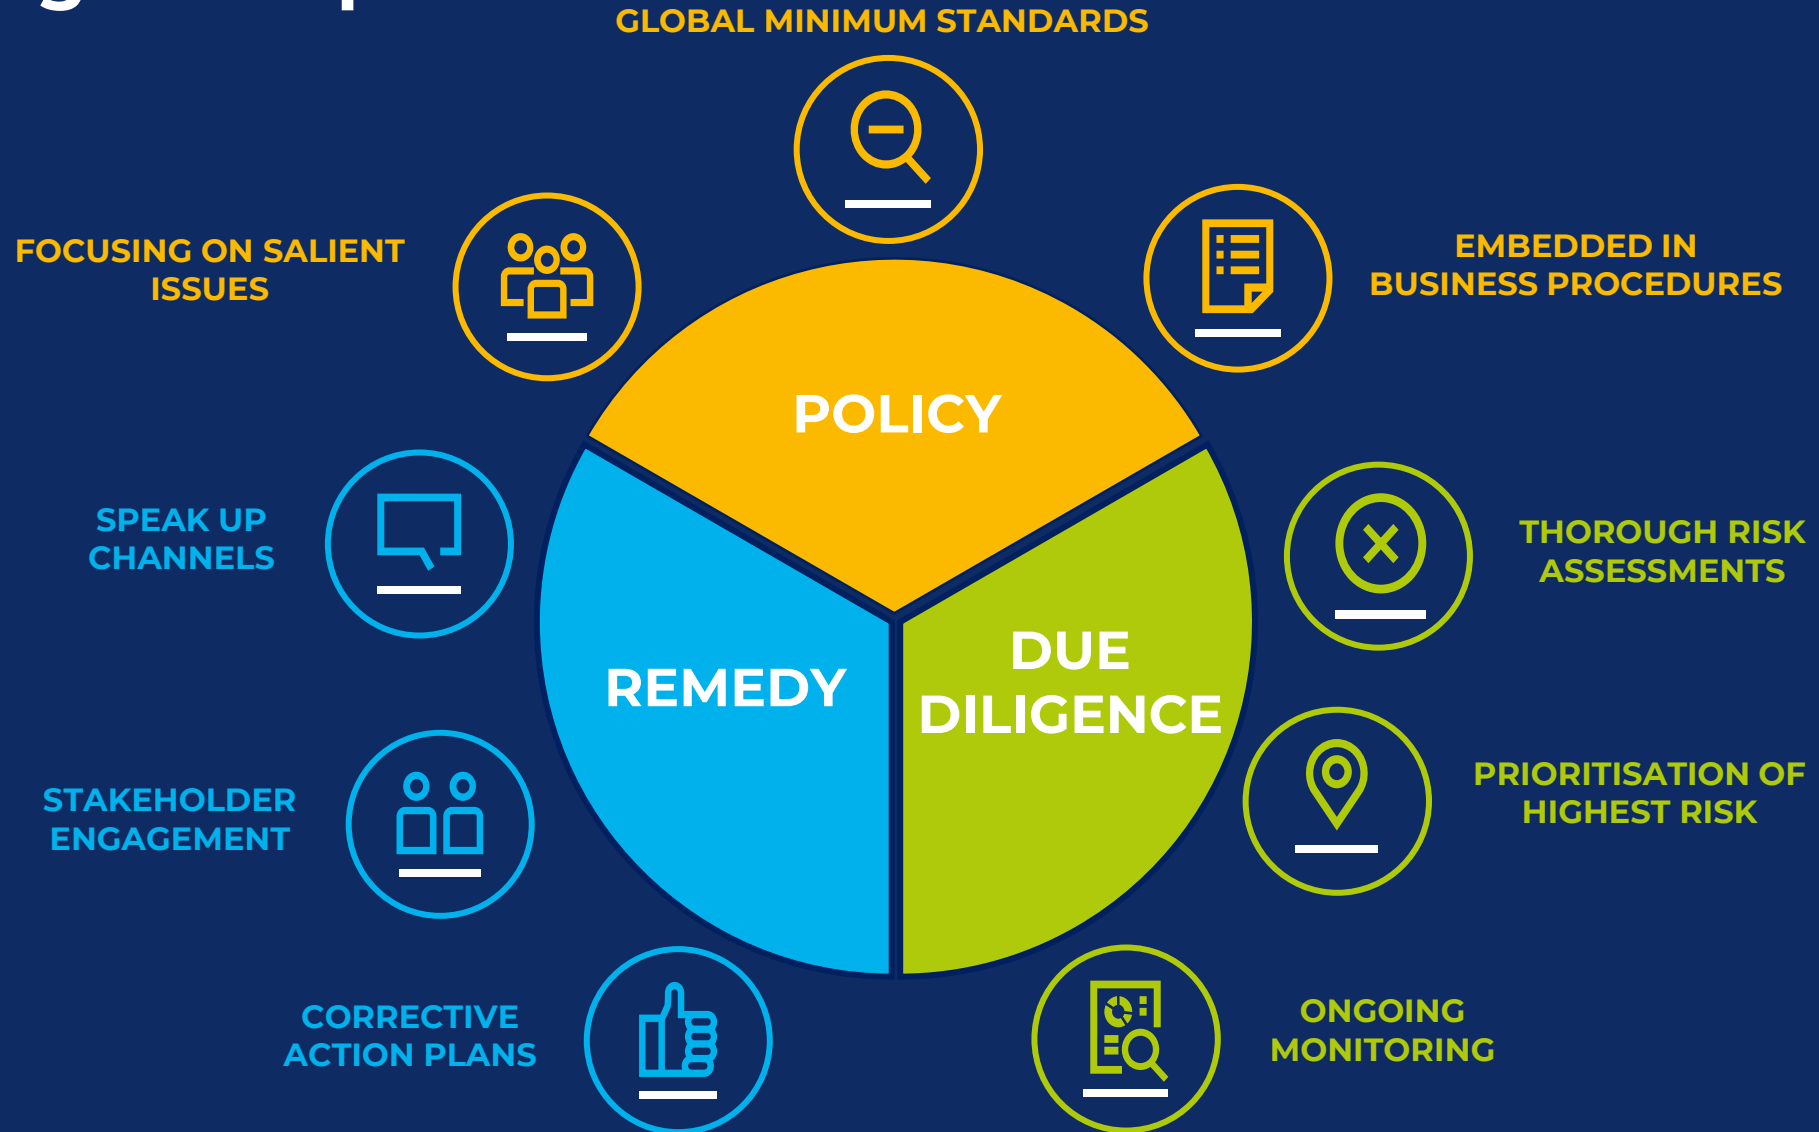 GLOBAL MINIMUM STANDARDS
FOCUSING ON SALIENT
ISSUES
EMBEDDED IN
BUSINESS PROCEDURES
POLICY
SPEAK UP
CHANNELS
THOROUGH RISK
ASSESSMENTS
REMEDY
DUE
DILIGENCE
STAKEHOLDER
ENGAGEMENT
PRIORITISATION OF
HIGHEST RISK
CORRECTIVE
ACTION PLANS
ONGOING
MONITORING